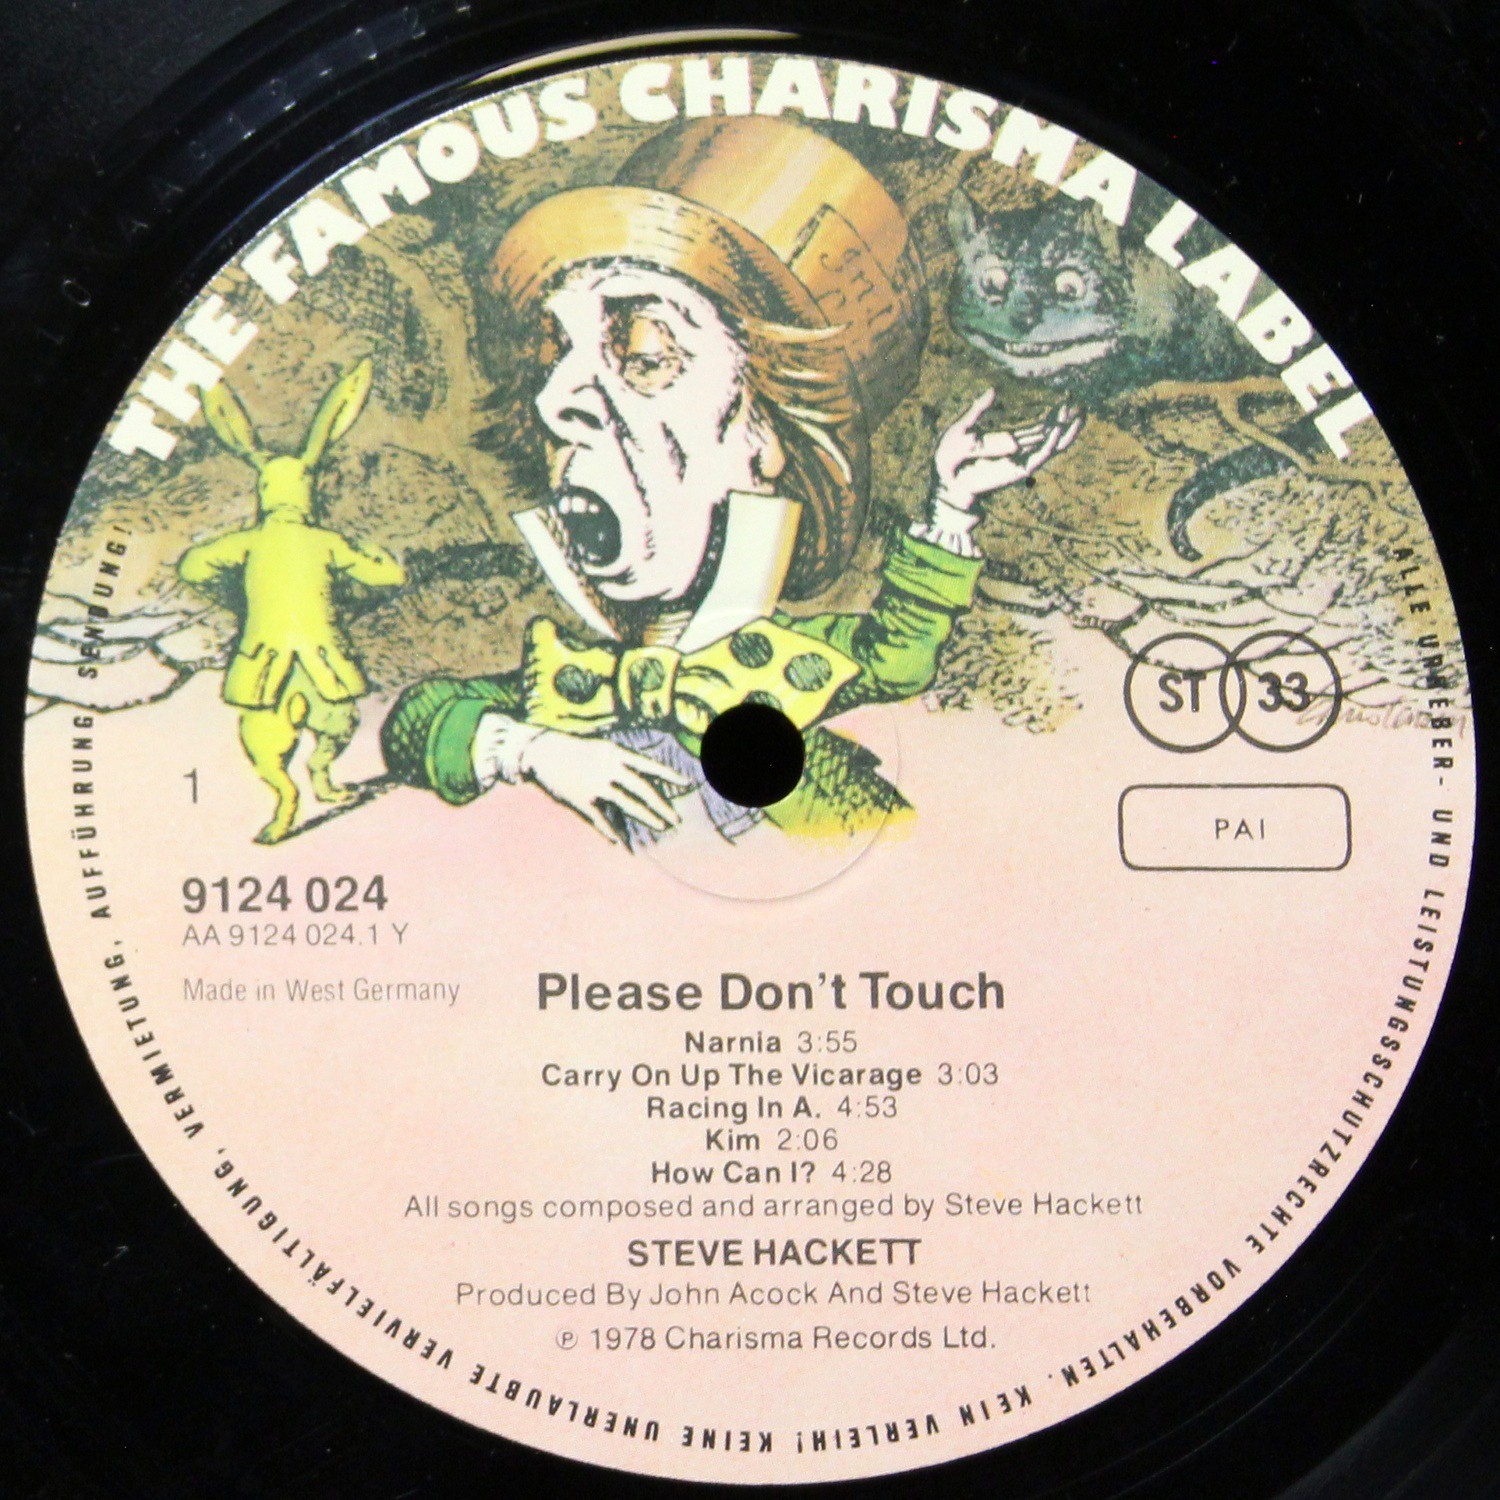 THE FAMOUS CHARISMA LABEL
ST 33
PAI
1
9124 024
AA 9124 024.1 Y
Made in West Germany
Please Don't Touch
Narnia 3:55
Carry On Up The Vicarage 3:03
Racing In A. 4:53
Kim 2:06
How Can I? 4:28
All songs composed and arranged by Steve Hackett
STEVE HACKETT
Produced By John Acock And Steve Hackett
℗ 1978 Charisma Records Ltd.
ALLE URHEBER- UND LEISTUNGSSCHUTZRECHTE VORBEHALTEN. KEIN VERLEIH! KEINE UNERLAUBTE VERVIELFÄLTIGUNG, VERMIETUNG, AUFFÜHRUNG, SENDUNG!